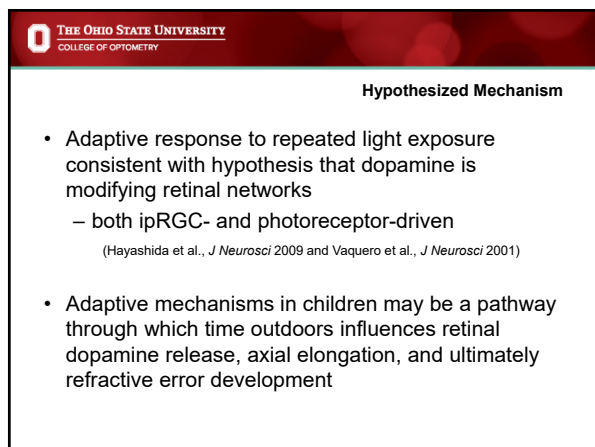 THE OHIO STATE UNIVERSITY
COLLEGE OF OPTOMETRY
Hypothesized Mechanism
• Adaptive response to repeated light exposure
consistent with hypothesis that dopamine is
modifying retinal networks
– both ipRGC- and photoreceptor-driven
(Hayashida et al., J Neurosci 2009 and Vaquero et al., J Neurosci 2001)
• Adaptive mechanisms in children may be a pathway
through which time outdoors influences retinal
dopamine release, axial elongation, and ultimately
refractive error development